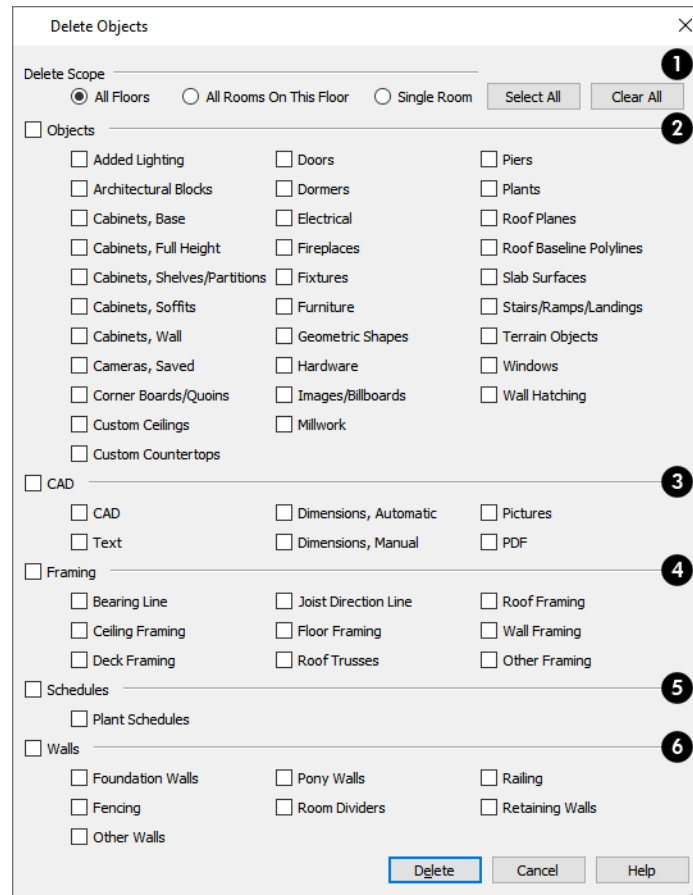 Delete Objects
1
Delete Scope
All Floors All Rooms On This Floor Single Room Select All Clear All
Objects 2
Added Lighting Doors Piers
Architectural Blocks Dormers Plants
Cabinets, Base Electrical Roof Planes
Cabinets, Full Height Fireplaces Roof Baseline Polylines
Cabinets, Shelves/Partitions Fixtures Slab Surfaces
Cabinets, Soffits Furniture Stairs/Ramps/Landings
Cabinets, Wall Geometric Shapes Terrain Objects
Cameras, Saved Hardware Windows
Corner Boards/Quoins Images/Billboards Wall Hatching
Custom Ceilings Millwork
Custom Countertops
CAD 3
CAD Dimensions, Automatic Pictures
Text Dimensions, Manual PDF
Framing 4
Bearing Line Joist Direction Line Roof Framing
Ceiling Framing Floor Framing Wall Framing
Deck Framing Roof Trusses Other Framing
Schedules 5
Plant Schedules
Walls 6
Foundation Walls Pony Walls Railing
Fencing Room Dividers Retaining Walls
Other Walls
Delete Cancel Help